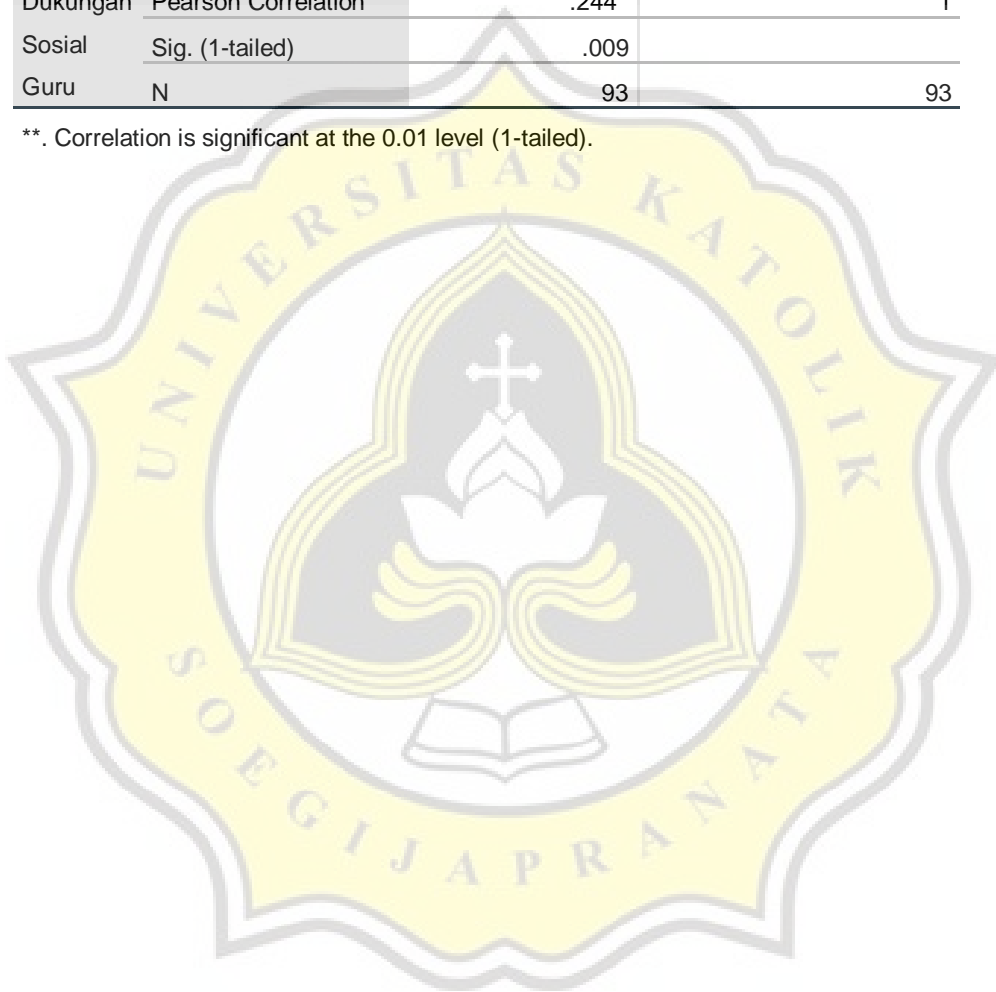 Dukungan Pearson Correlation .244 1
Sosial Sig. (1-tailed) .009
Guru N 93 93
**. Correlation is significant at the 0.01 level (1-tailed).
UNIVERSITAS KATOLIK
SOEGIJAPRANATA